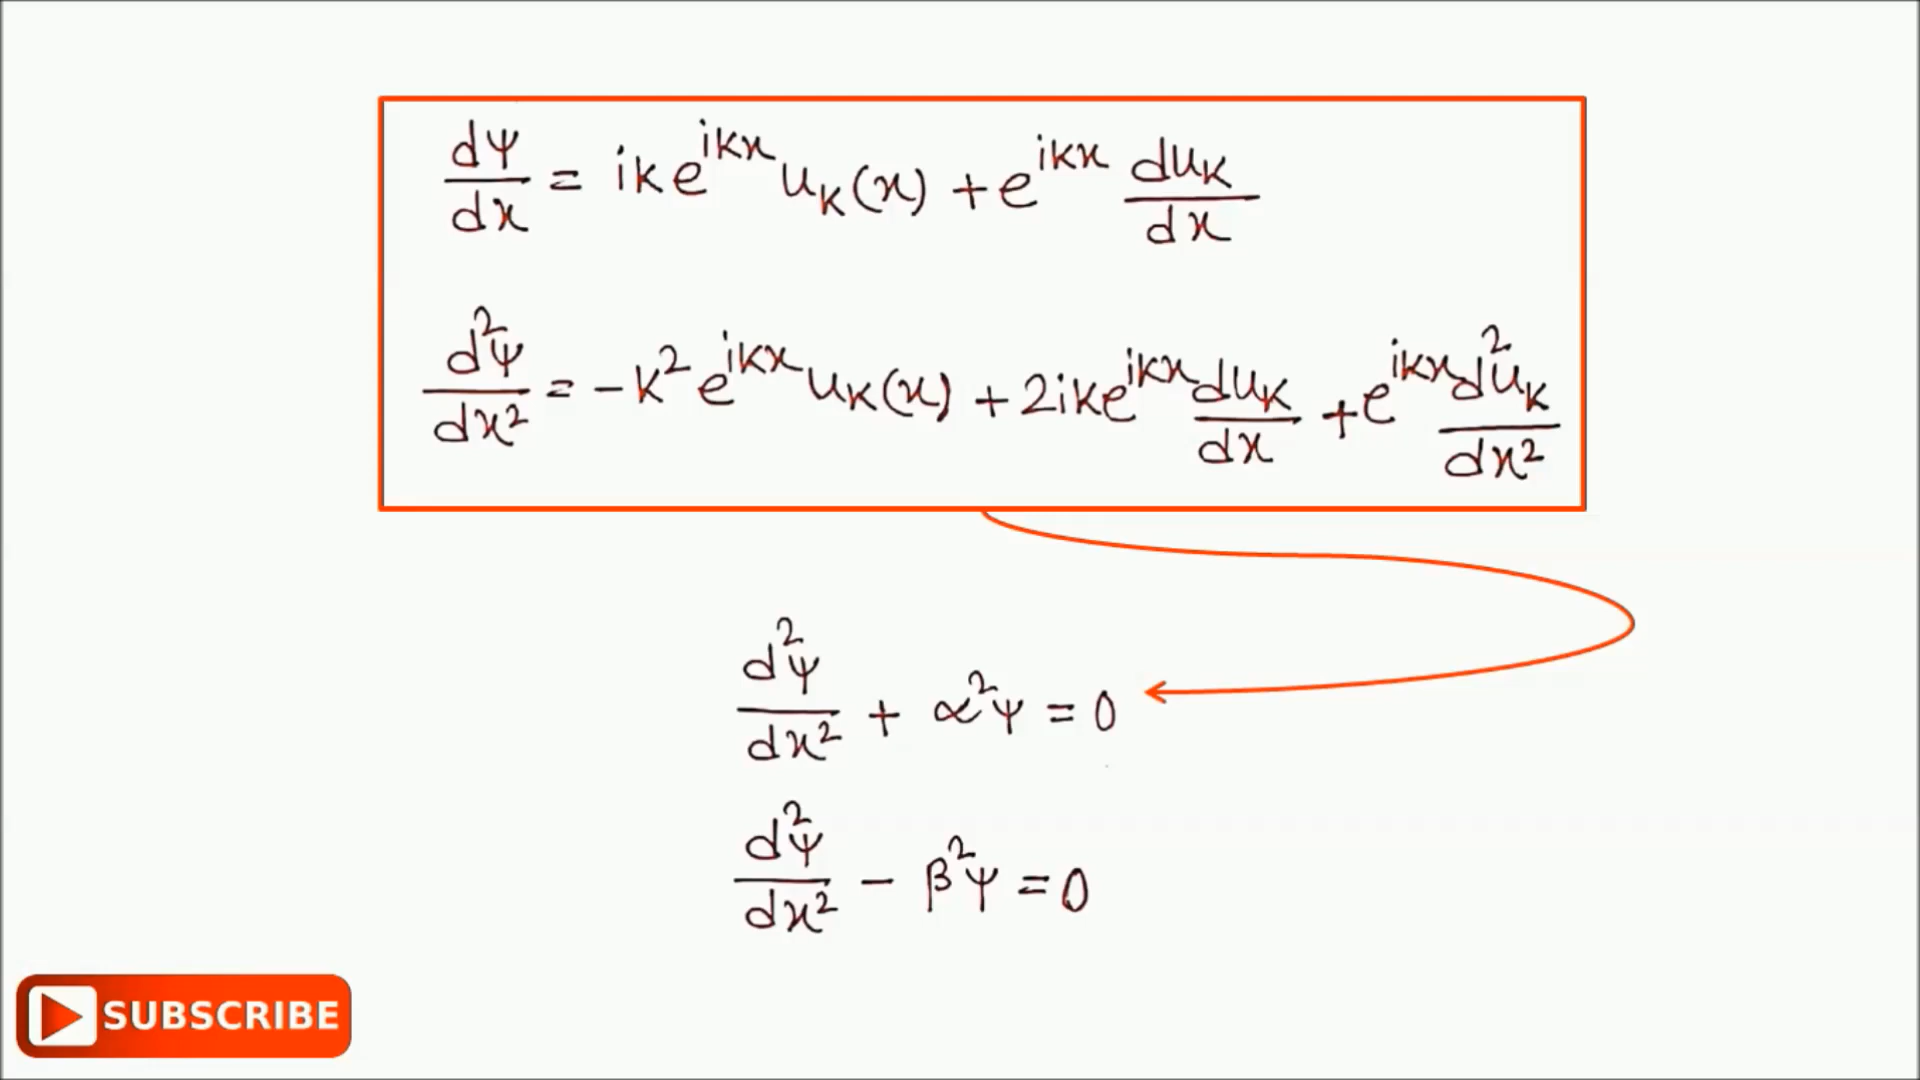 dψ/dx = ike^{ikx} u_K(x) + e^{ikx} du_K/dx
d²ψ/dx² = -k² e^{ikx} u_K(x) + 2ike^{ikx} du_K/dx + e^{ikx} d²u_K/dx²
d²ψ/dx² + α²ψ = 0
d²ψ/dx² - β²ψ = 0
SUBSCRIBE